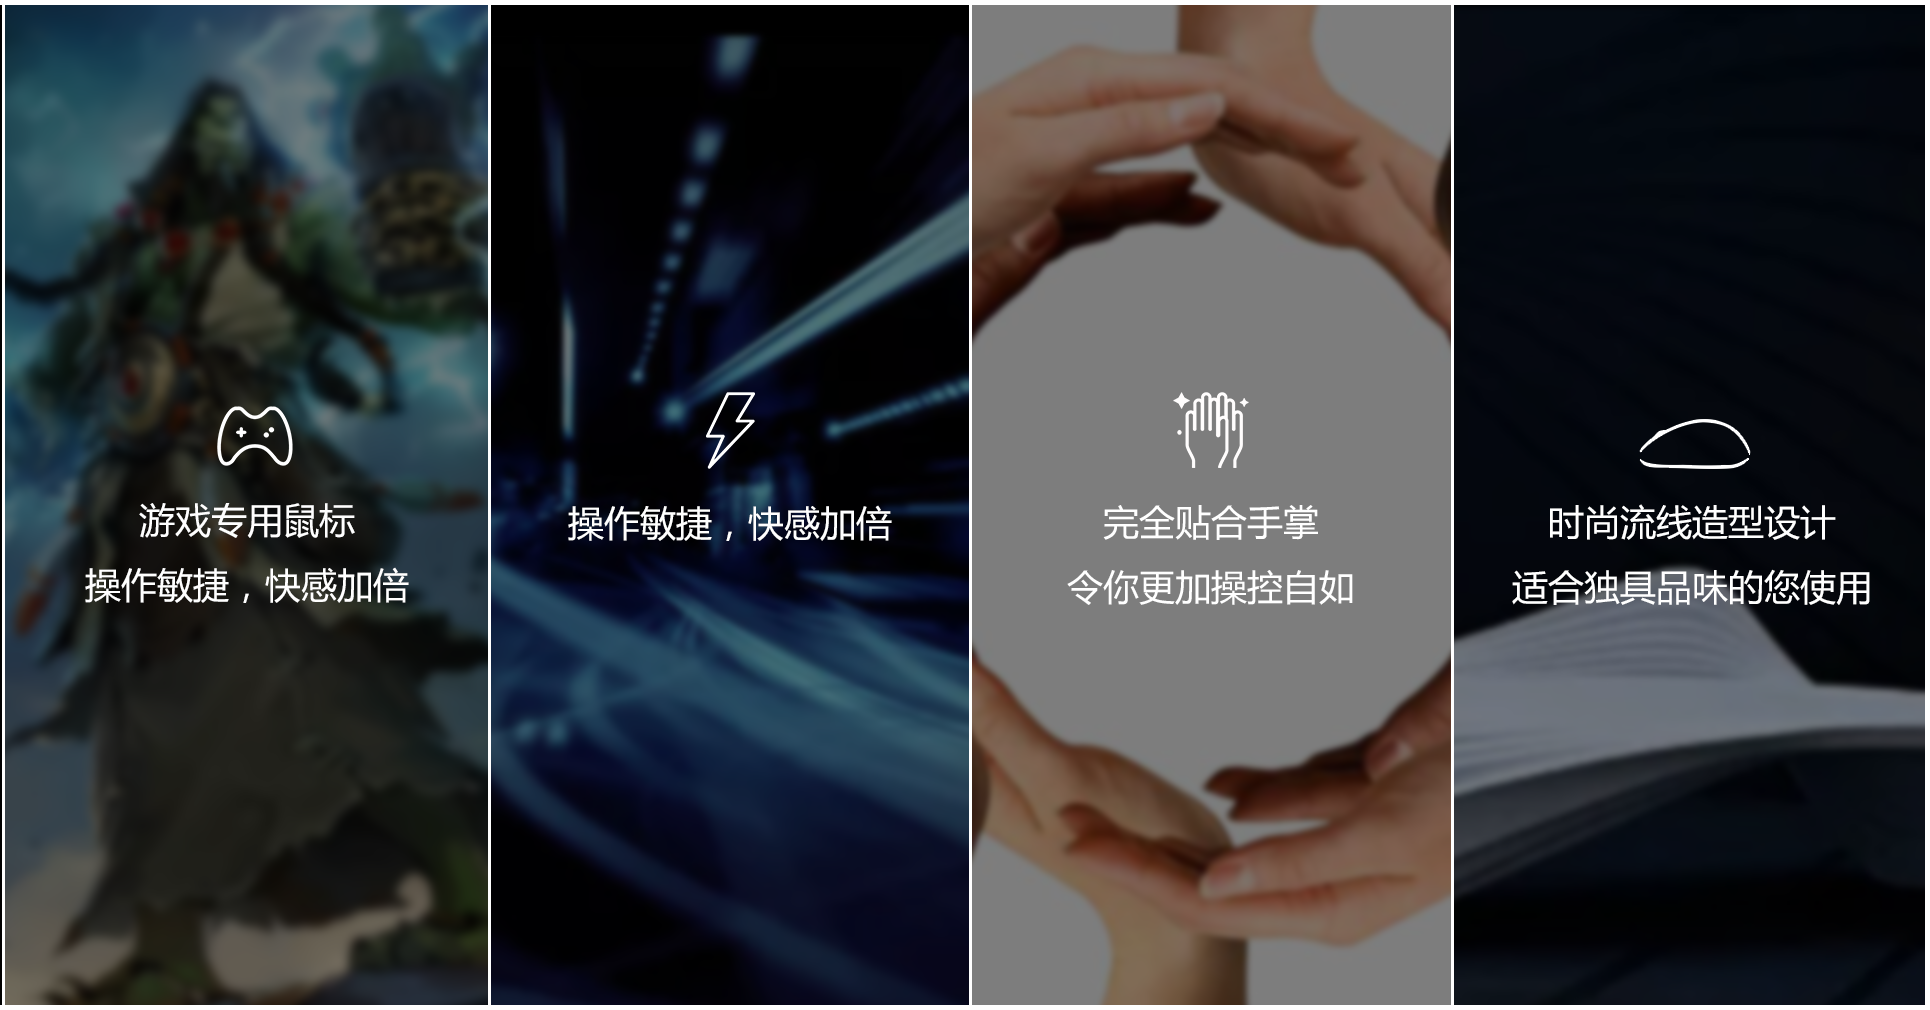 游戏专用鼠标
操作敏捷，快感加倍
操作敏捷，快感加倍
完全贴合手掌
令你更加操控自如
时尚流线造型设计
适合独具品味的您使用